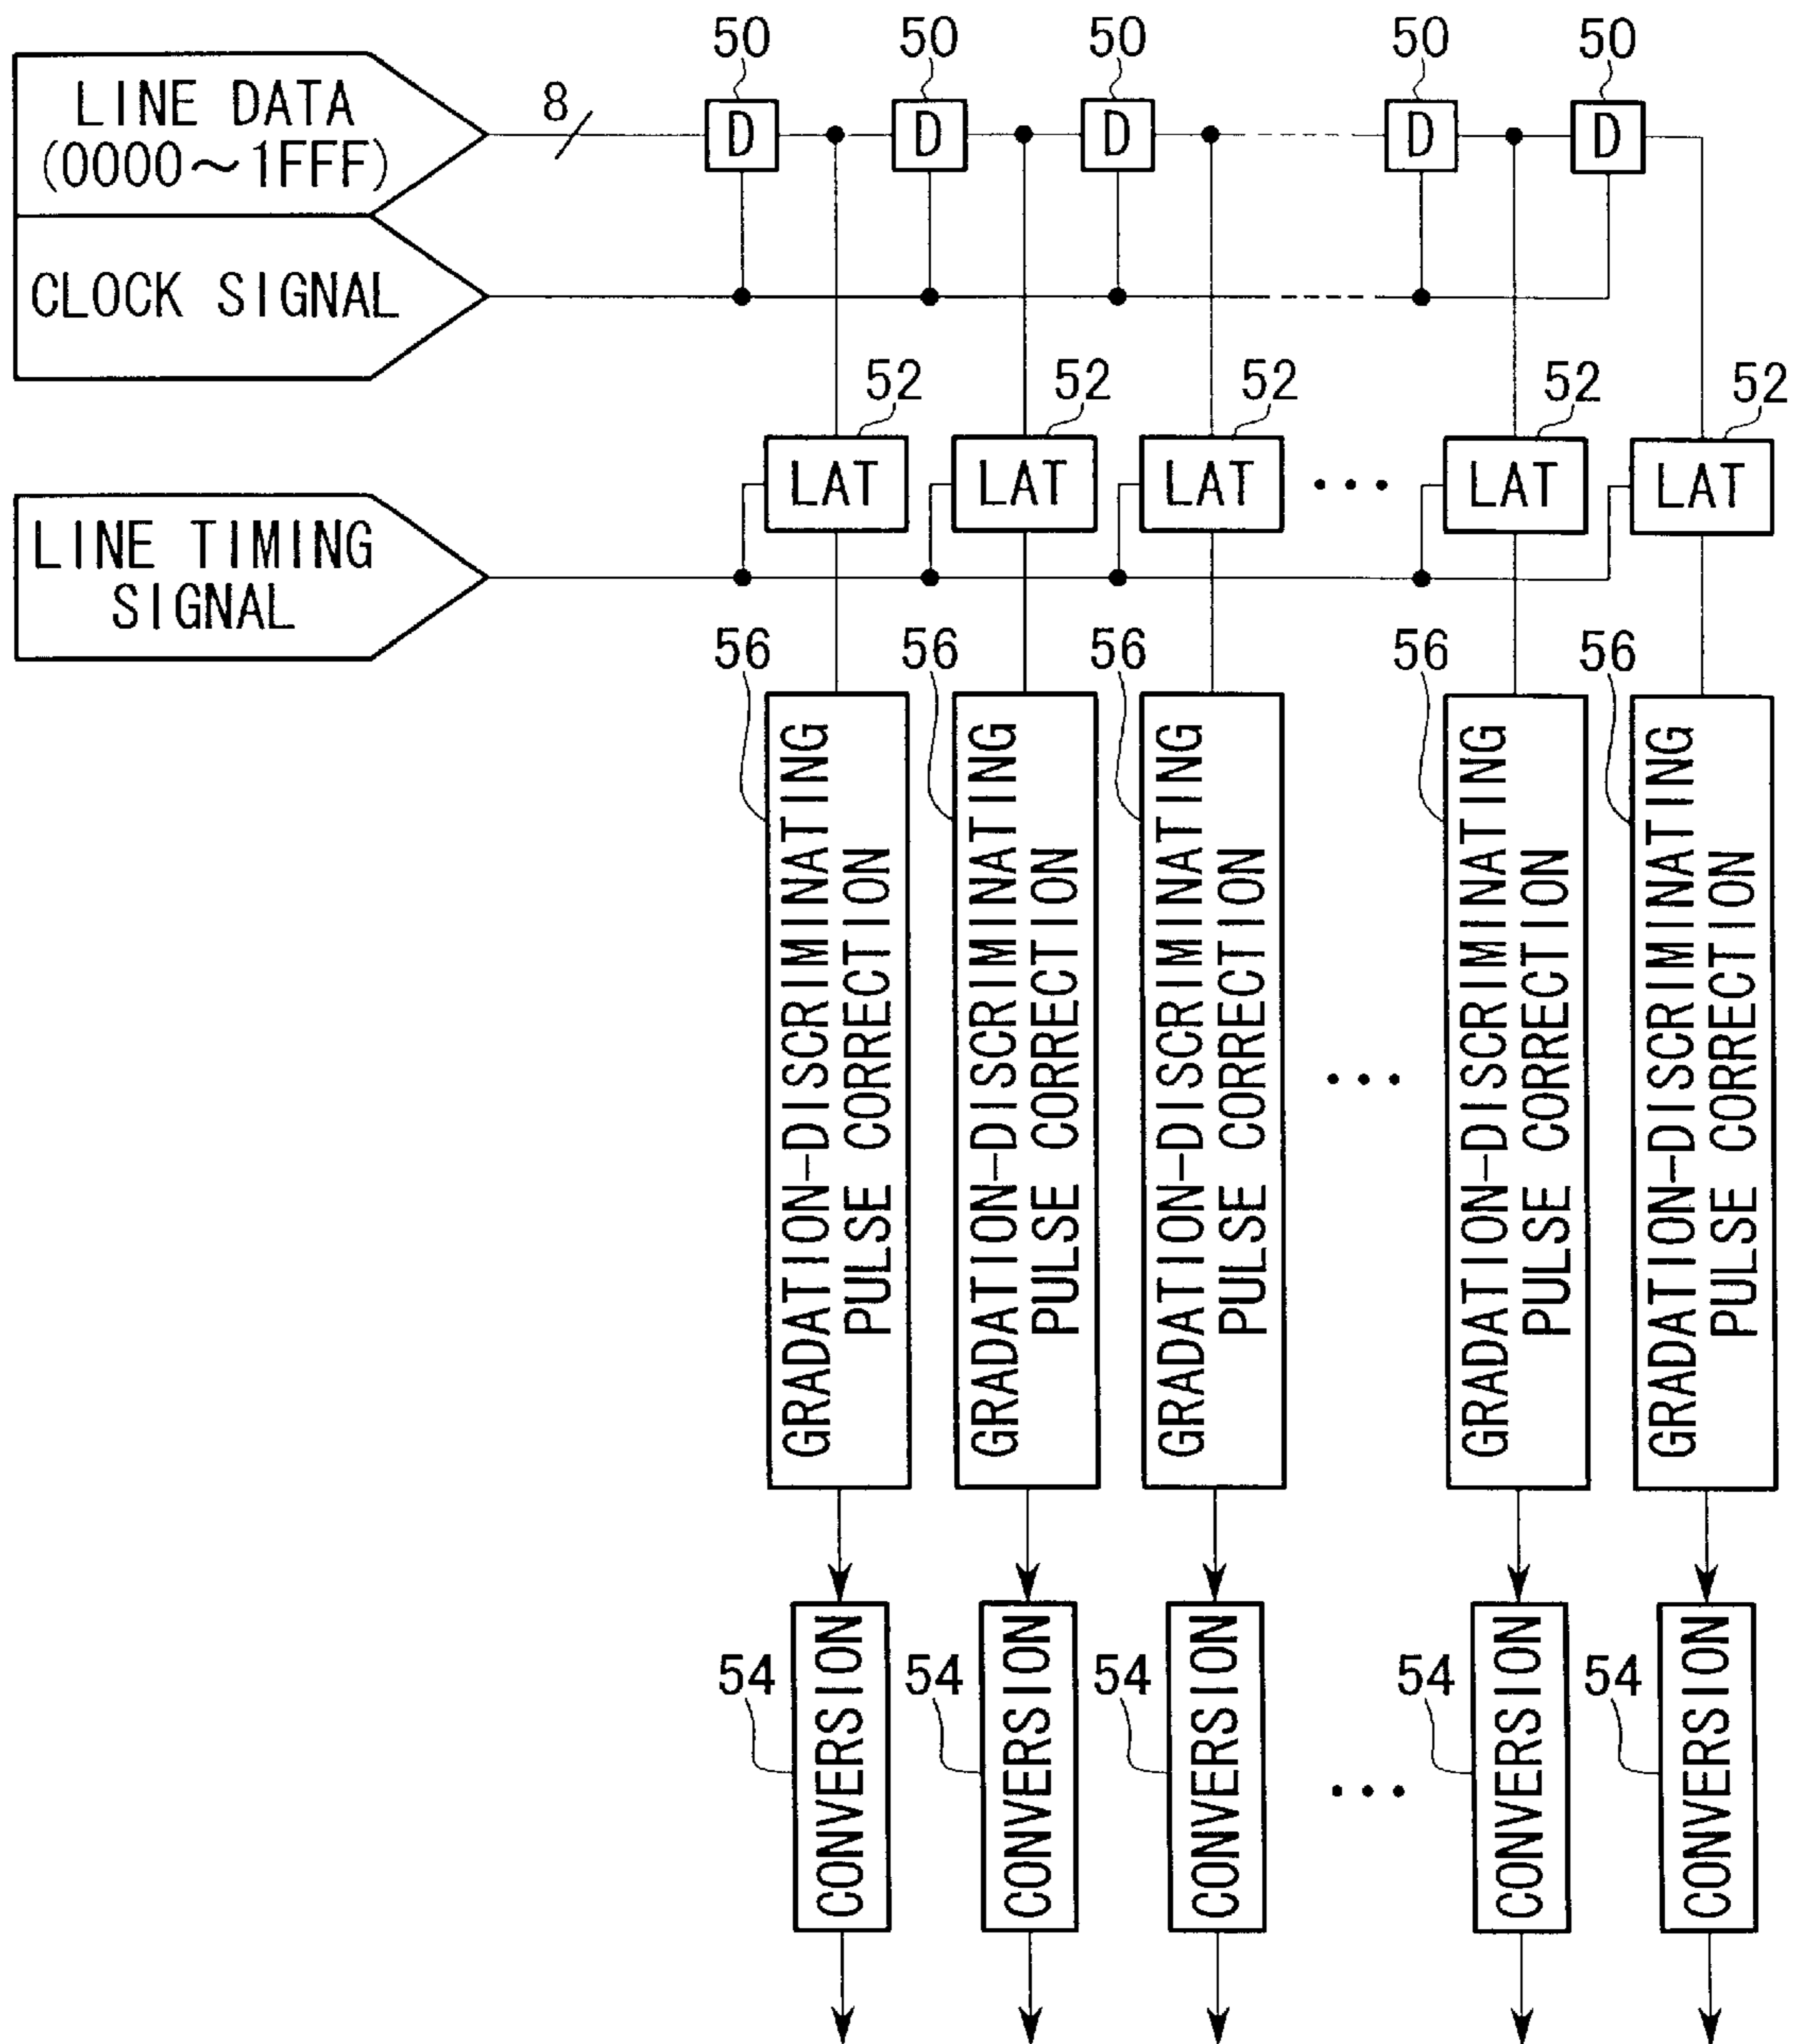 50 50 50 50 50
LINE DATA
(0000~1FFF)
8
D D D D D
CLOCK SIGNAL
52 52 52 52 52
LAT LAT LAT ... LAT LAT
LINE TIMING
SIGNAL
56 56 56 56 56
GRADATION-DISCRIMINATING
PULSE CORRECTION
GRADATION-DISCRIMINATING
PULSE CORRECTION
GRADATION-DISCRIMINATING
PULSE CORRECTION
...
GRADATION-DISCRIMINATING
PULSE CORRECTION
GRADATION-DISCRIMINATING
PULSE CORRECTION
54 54 54 54 54
CONVERSION
CONVERSION
CONVERSION
...
CONVERSION
CONVERSION